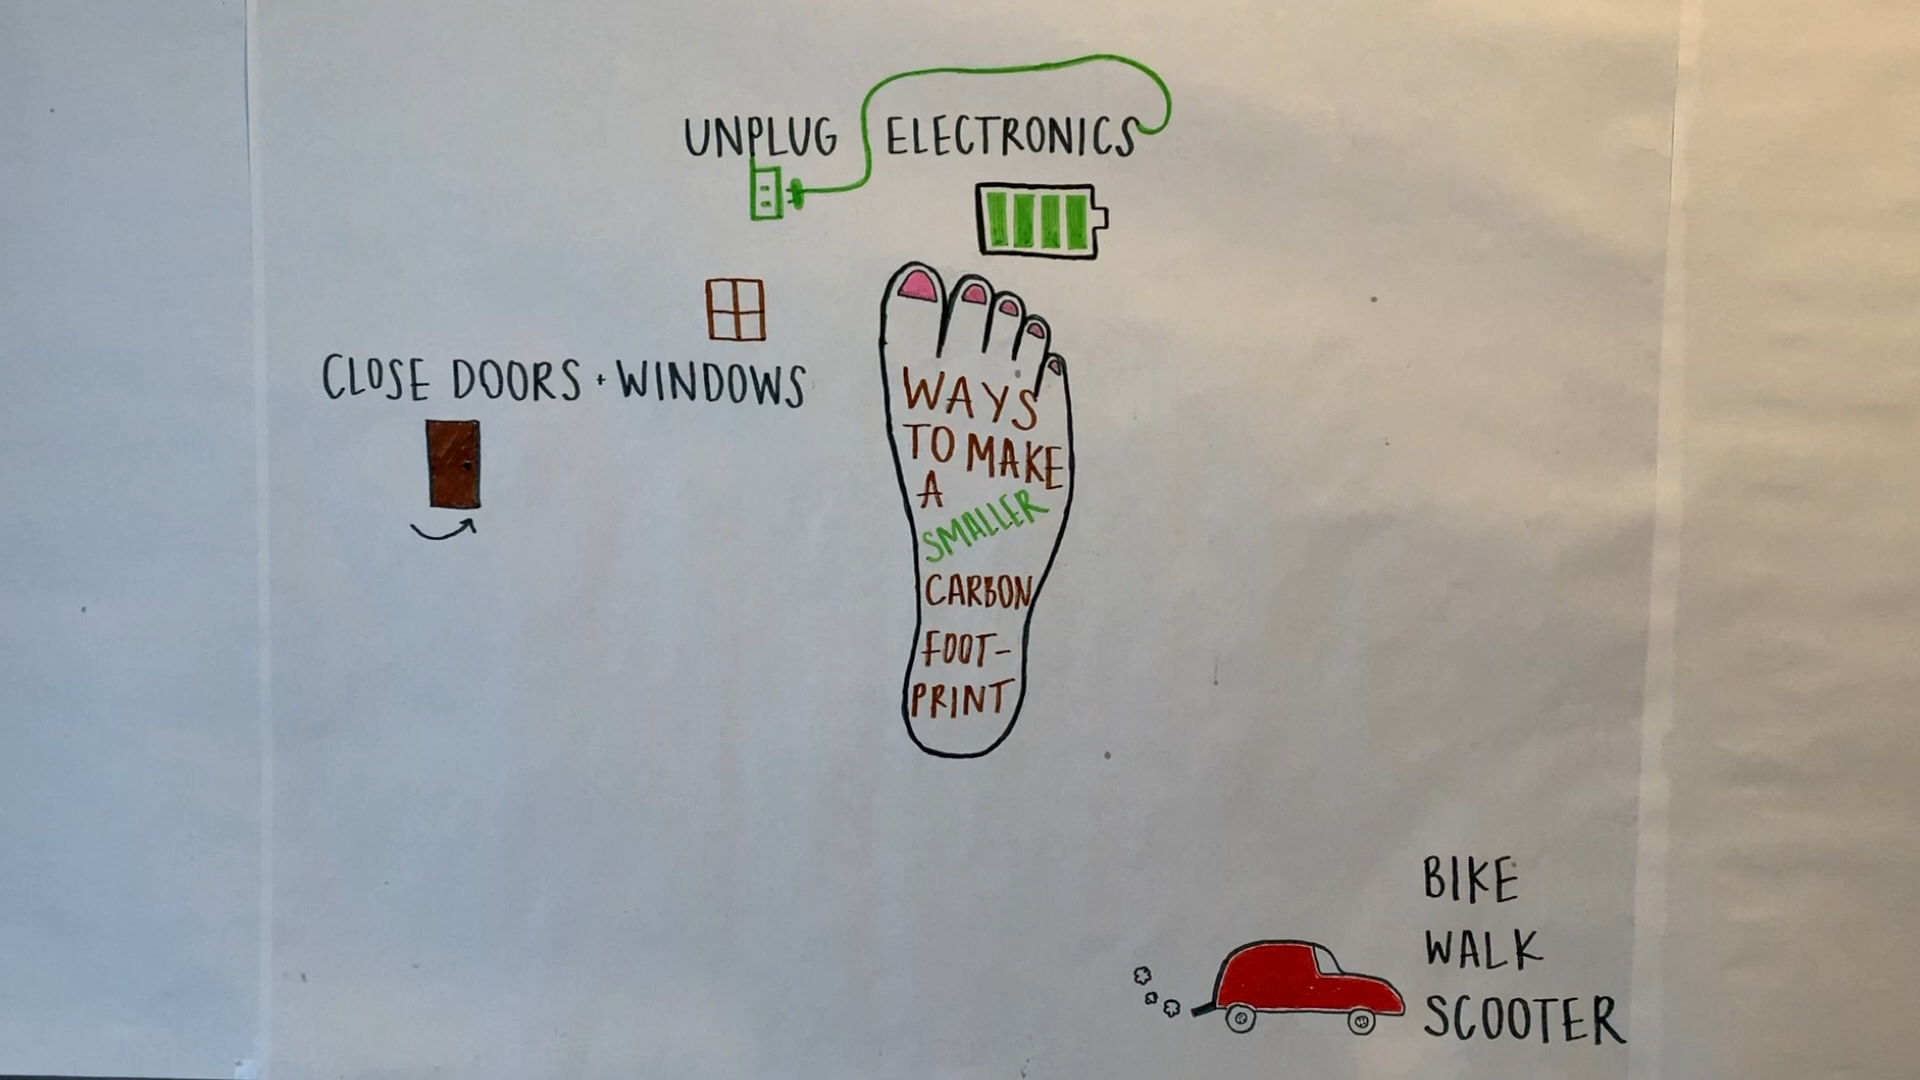 UNPLUG ELECTRONICS
CLOSE DOORS + WINDOWS
WAYS
TO MAKE
A
SMALLER
CARBON
FOOT-
PRINT
BIKE
WALK
SCOOTER